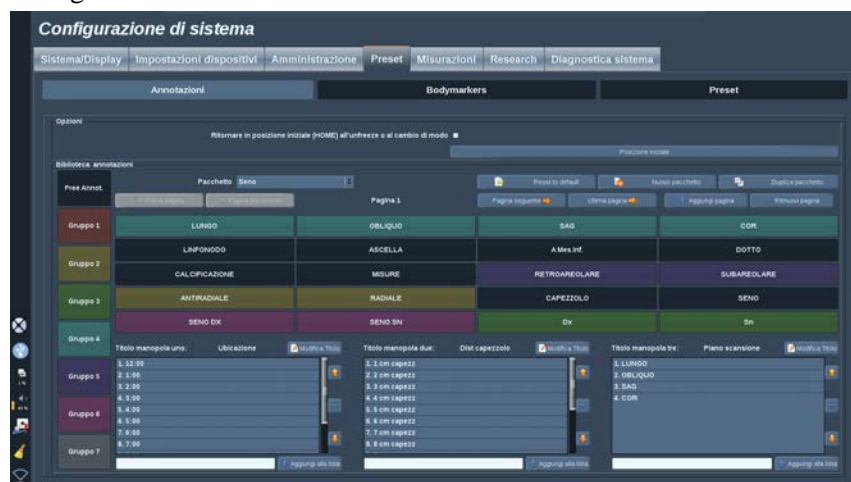 Configurazione di sistema
Sistema/Display Impostazioni dispositivi Amministrazione Preset Misurazioni Research Diagnostica sistema
Annotazioni Bodymarkers Preset
Opzioni
Ritornare in posizione iniziale [HOME] all'unfreeze o al cambio di modo
Posizione iniziale
Biblioteca annotazioni
Free Annot. Pacchetto Seno Reset to default Nuovo pacchetto Duplica pacchetto
Prima pagina Pagina precedente Pagina 1 Pagina seguente Ultima pagina Aggiungi pagina Rimuovi pagina
Gruppo 1 LUNGO OBLIQUO SAG COR
Gruppo 2 LINFONODO ASCELLA A.Mes.Inf. DOTTO
CALCIFICAZIONE MISURE RETROAREOLARE SUBAREOLARE
Gruppo 3 ANTIRADIALE RADIALE CAPEZZOLO SENO
SENO DX SENO SN Dx Sn
Gruppo 4 Titolo manopola uno: Ubicazione Modifica Titolo Titolo manopola due: Dist capezzolo Modifica Titolo Titolo manopola tre: Piano scansione Modifica Titolo
1. 12:00 1. 1 cm capezz 1. LUNGO
Gruppo 5 2. 1:00 2. 2 cm capezz 2. OBLIQUO
3. 2:00 3. 3 cm capezz 3. SAG
4. 3:00 4. 4 cm capezz 4. COR
Gruppo 6 5. 4:00 5. 5 cm capezz
6. 5:00 6. 6 cm capezz
7. 6:00 7. 7 cm capezz
Gruppo 7 8. 7:00 8. 8 cm capezz
Aggiungi alla lista Aggiungi alla lista Aggiungi alla lista